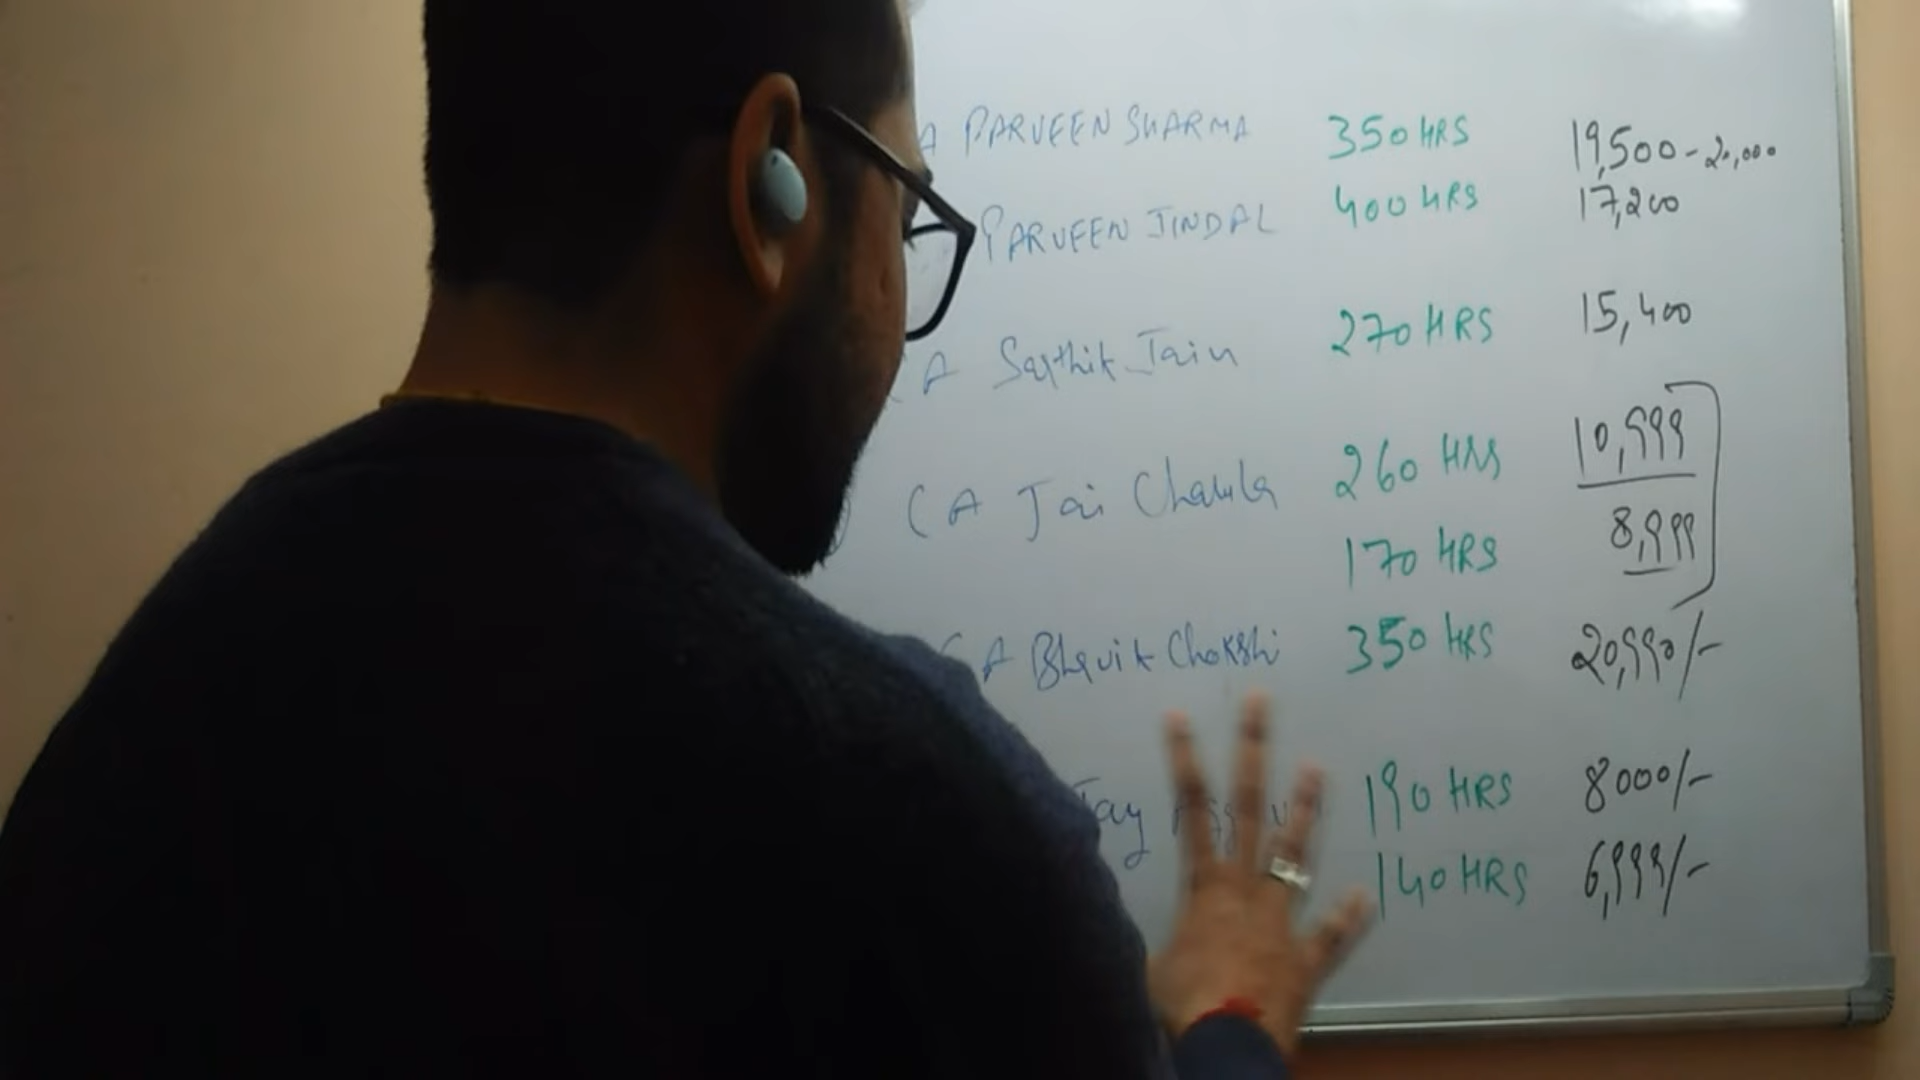 A PARVEEN SHARMA 350 HRS 19,500 - 20,000
PARVEEN JINDAL 400 HRS 17,200
A Sarthik Jain 270 HRS 15,400
CA Jai Chawla 260 HRS 10,999
170 HRS 8,999
CA Bhavik Chokshi 350 HRS 20,990/-
Jay 190 HRS 8000/-
140 HRS 6,999/-